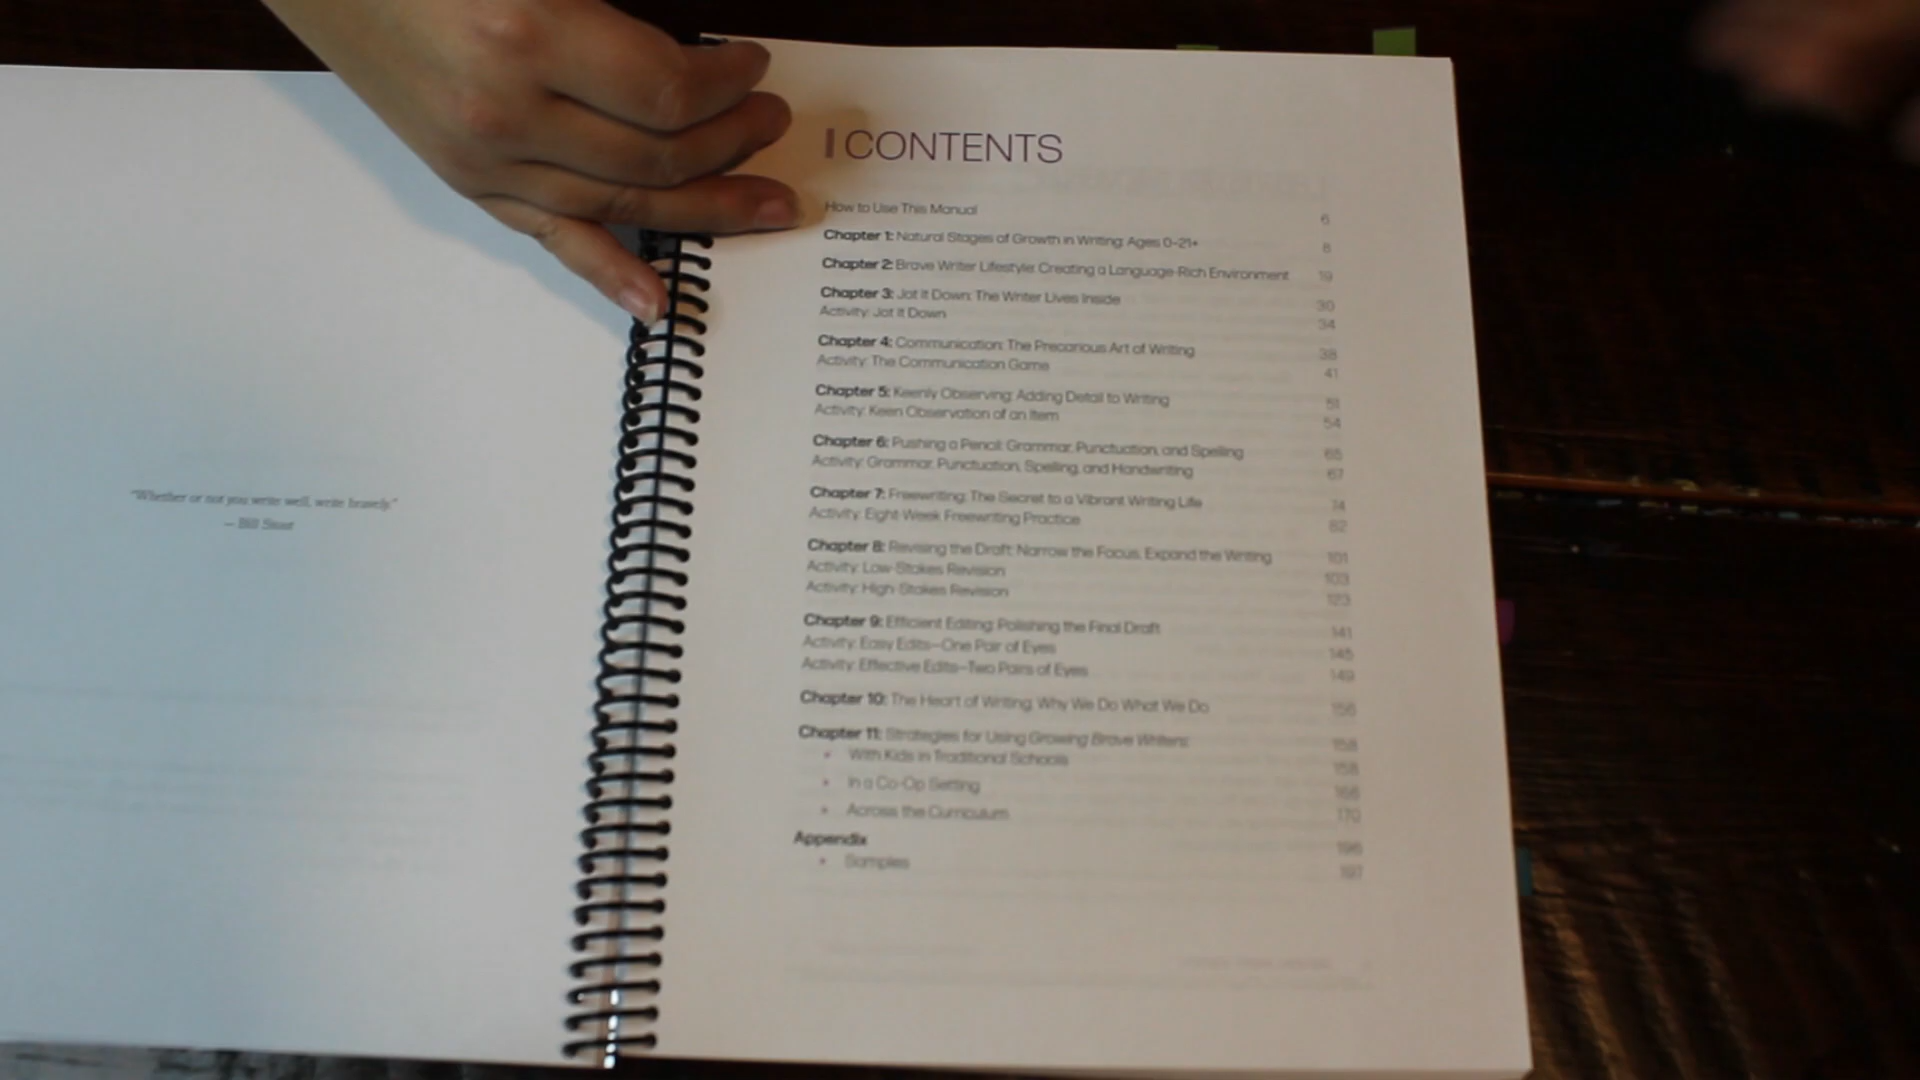 "Whether or not you write well, write bravely."
— Bill Stout
CONTENTS
How to Use This Manual 6
Chapter 1: Natural Stages of Growth in Writing: Ages 0–21+ 8
Chapter 2: Brave Writer Lifestyle: Creating a Language-Rich Environment 19
Chapter 3: Jot it Down: The Writer Lives Inside 30
Activity: Jot it Down 34
Chapter 4: Communication: The Precarious Art of Writing 38
Activity: The Communication Game 41
Chapter 5: Keenly Observing: Adding Detail to Writing 51
Activity: Keen Observation of an Item 54
Chapter 6: Pushing a Pencil: Grammar, Punctuation, and Spelling 65
Activity: Grammar, Punctuation, Spelling, and Handwriting 67
Chapter 7: Freewriting: The Secret to a Vibrant Writing Life 74
Activity: Eight-Week Freewriting Practice 82
Chapter 8: Revising the Draft: Narrow the Focus, Expand the Writing 101
Activity: Low-Stakes Revision 103
Activity: High-Stakes Revision 123
Chapter 9: Efficient Editing: Polishing the Final Draft 141
Activity: Easy Edits—One Pair of Eyes 145
Activity: Effective Edits—Two Pairs of Eyes 149
Chapter 10: The Heart of Writing: Why We Do What We Do 156
Chapter 11: Strategies for Using Growing Brave Writers: 158
• With Kids in Traditional Schools 158
• In a Co-Op Setting 166
• Across the Curriculum 170
Appendix 196
• Samples 197